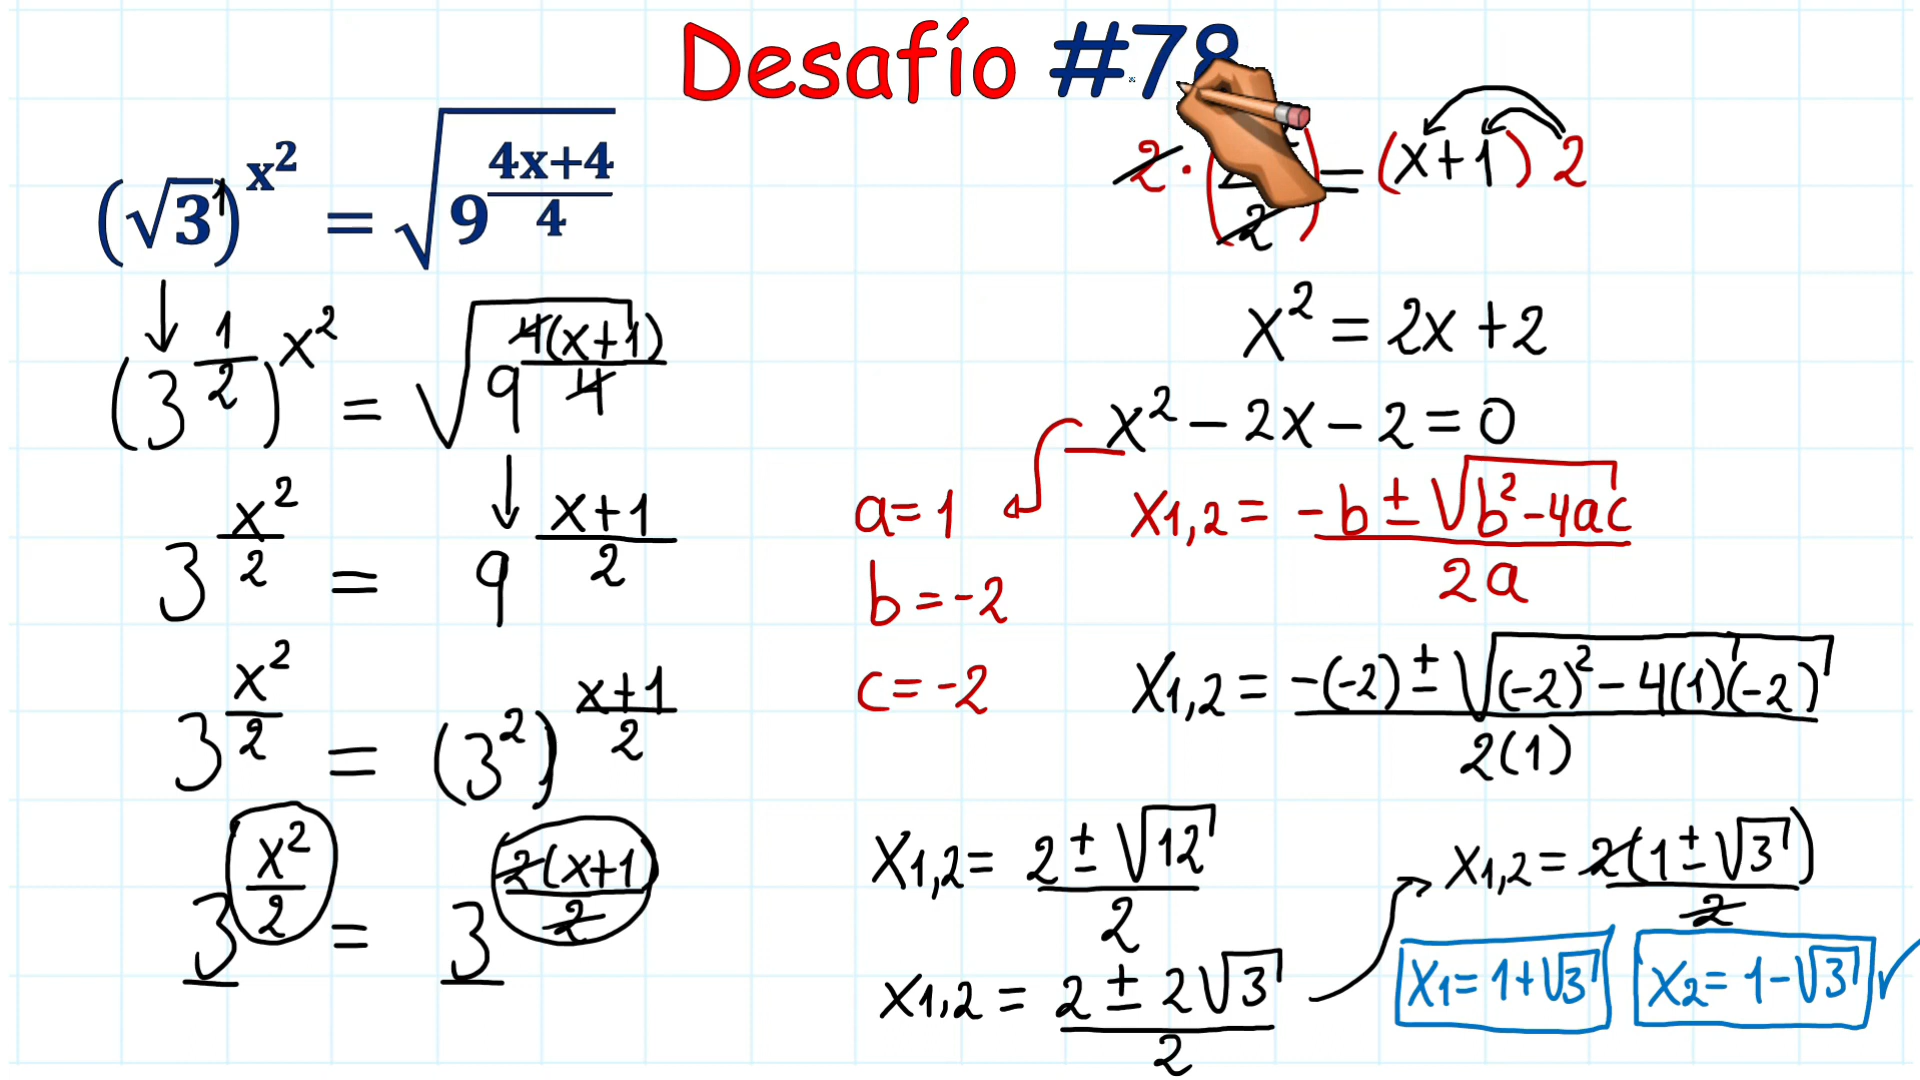 Desafío #78
(√3)^x² = √(9^((4x+4)/4))
(3^(1/2))^x² = √(9^(4(x+1)/4))
3^(x²/2) = 9^((x+1)/2)
3^(x²/2) = (3²)^((x+1)/2)
3^(x²/2) = 3^(2(x+1)/2)
2 · ( /2) = (x+1) 2
x² = 2x + 2
x² − 2x − 2 = 0
a = 1
b = -2
c = -2
X1,2 = (-b ± √(b² - 4ac)) / 2a
X1,2 = (-(-2) ± √((-2)² - 4(1)(-2))) / 2(1)
X1,2 = (2 ± √12) / 2
X1,2 = (2 ± 2√3) / 2
X1,2 = 2(1 ± √3) / 2
X1 = 1+√3
X2 = 1-√3 ✓